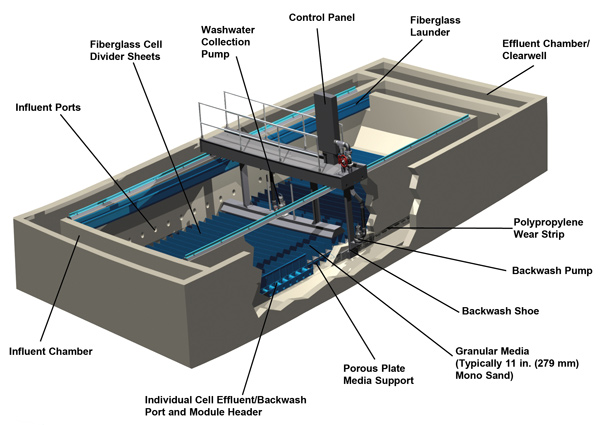 Control Panel
Washwater
Collection
Pump
Fiberglass
Launder
Fiberglass Cell
Divider Sheets
Effluent Chamber/
Clearwell
Influent Ports
Polypropylene
Wear Strip
Backwash Pump
Backwash Shoe
Influent Chamber
Granular Media
(Typically 11 in. (279 mm)
Mono Sand)
Porous Plate
Media Support
Individual Cell Effluent/Backwash
Port and Module Header